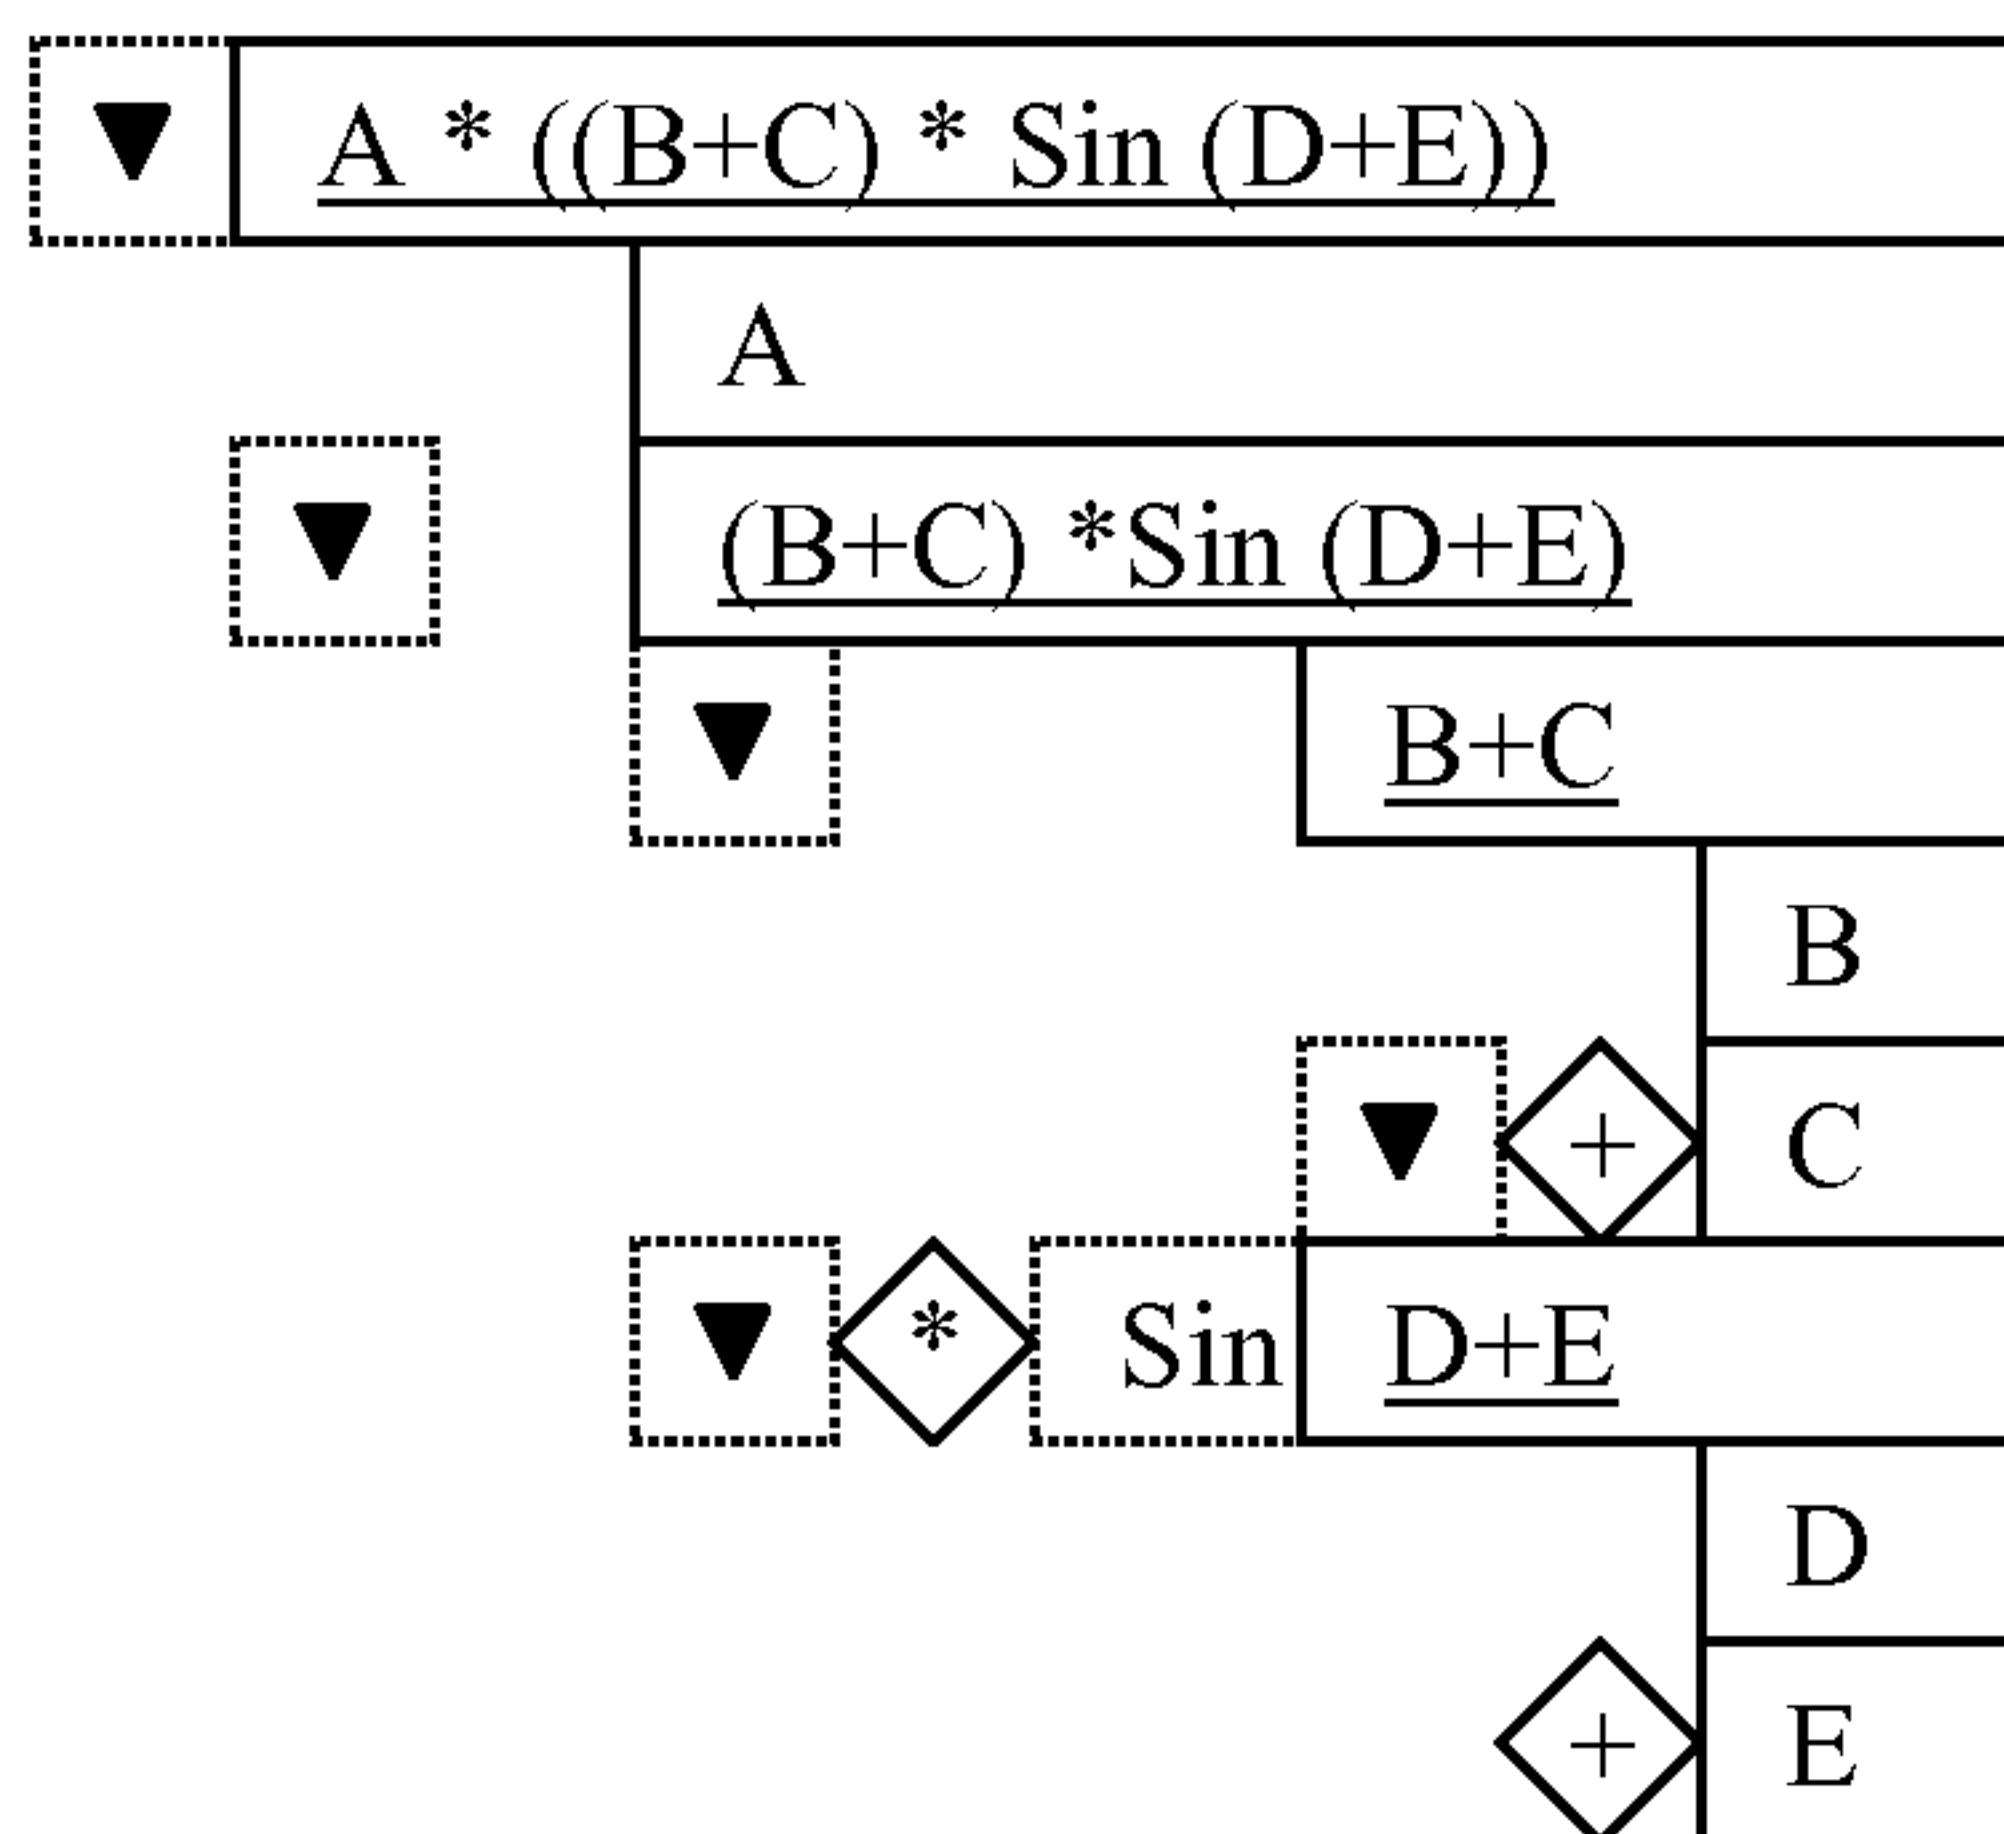 A * ((B+C) * Sin (D+E))
A
(B+C) *Sin (D+E)
B+C
B
+ C
* Sin D+E
D
+ E